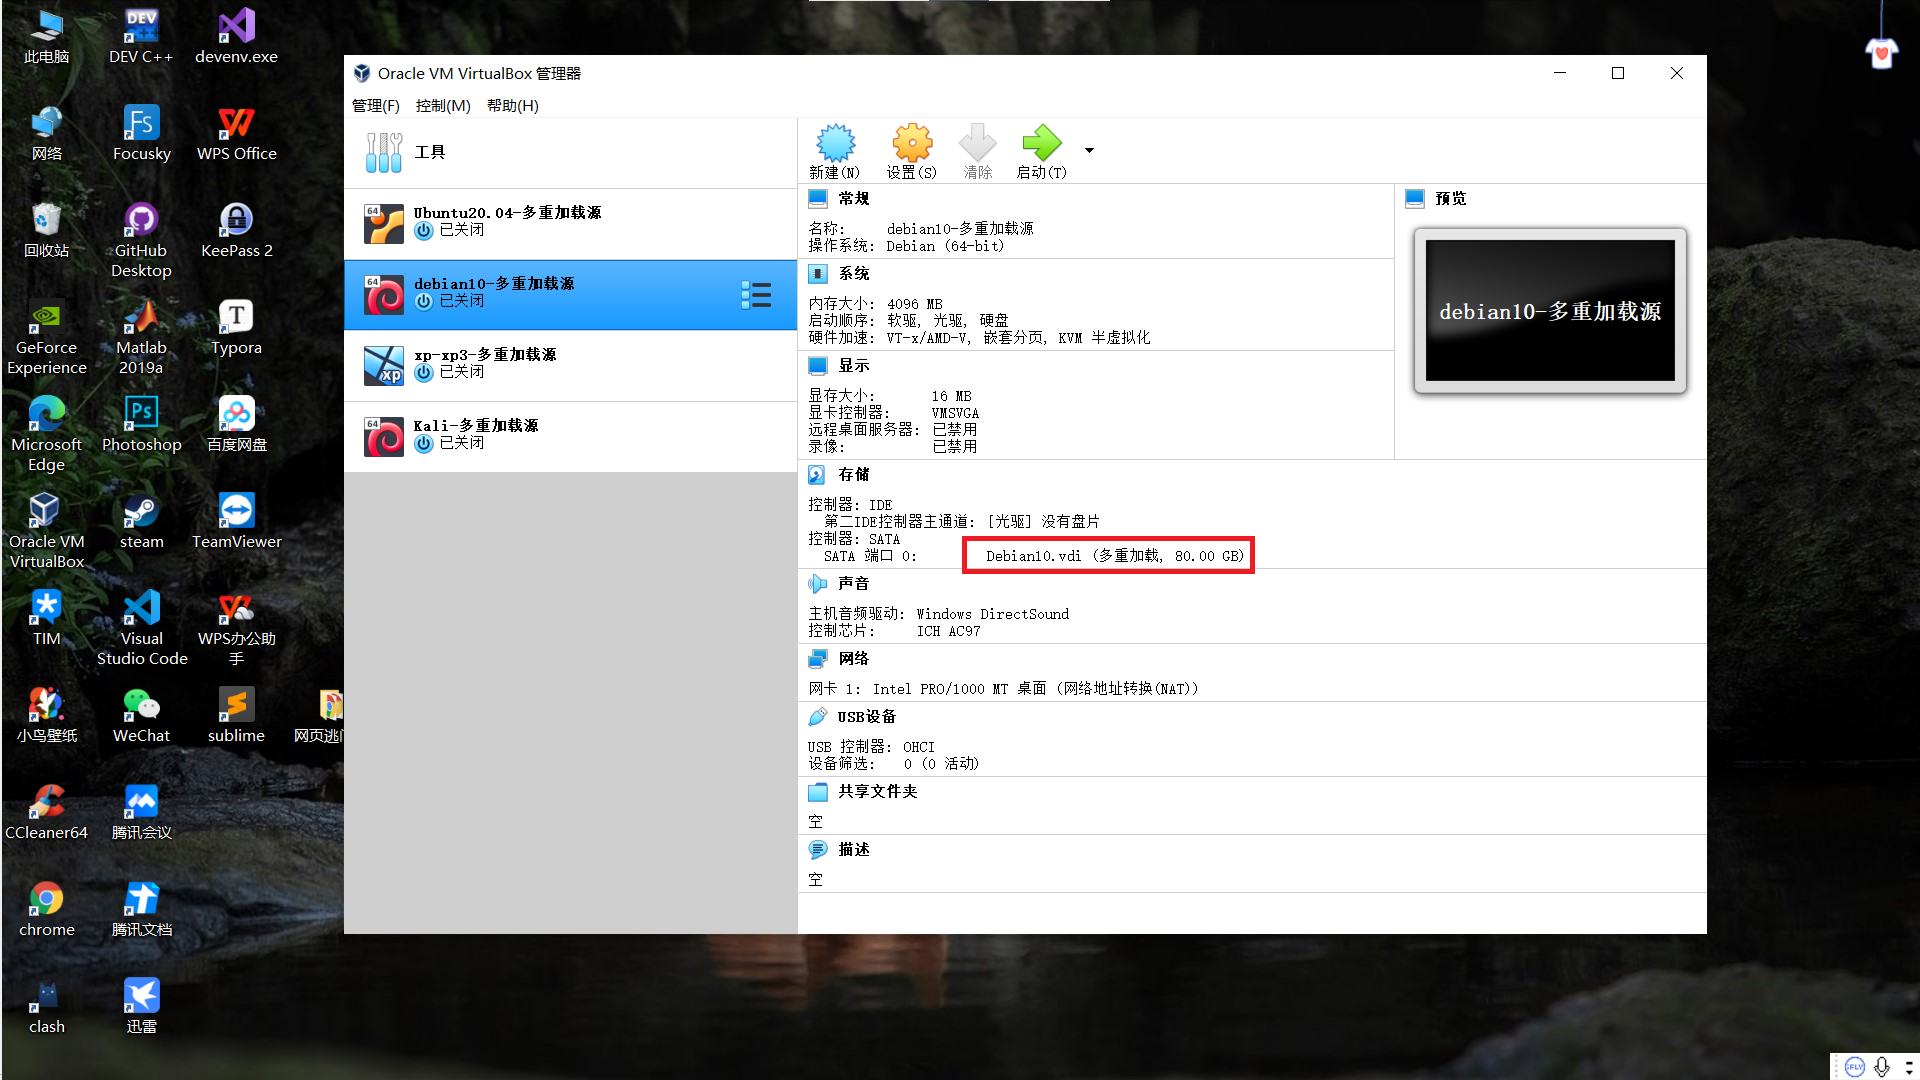 此电脑
DEV C++
devenv.exe
网络
Focusky
WPS Office
回收站
GitHub
Desktop
KeePass 2
GeForce
Experience
Matlab
2019a
Typora
Microsoft
Edge
Photoshop
百度网盘
Oracle VM
VirtualBox
steam
TeamViewer
TIM
Visual
Studio Code
WPS办公助
手
小鸟壁纸
WeChat
sublime
网页逃
CCleaner64
腾讯会议
chrome
腾讯文档
clash
迅雷
Oracle VM VirtualBox 管理器
管理(F) 控制(M) 帮助(H)
工具
Ubuntu20.04-多重加载源
已关闭
debian10-多重加载源
已关闭
xp-xp3-多重加载源
已关闭
Kali-多重加载源
已关闭
新建(N) 设置(S) 清除 启动(T)
常规
名称: debian10-多重加载源
操作系统: Debian (64-bit)
系统
内存大小: 4096 MB
启动顺序: 软驱, 光驱, 硬盘
硬件加速: VT-x/AMD-V, 嵌套分页, KVM 半虚拟化
显示
显存大小: 16 MB
显卡控制器: VMSVGA
远程桌面服务器: 已禁用
录像: 已禁用
预览
debian10-多重加载源
存储
控制器: IDE
第二IDE控制器主通道: [光驱] 没有盘片
控制器: SATA
SATA 端口 0: Debian10.vdi (多重加载, 80.00 GB)
声音
主机音频驱动: Windows DirectSound
控制芯片: ICH AC97
网络
网卡 1: Intel PRO/1000 MT 桌面 (网络地址转换(NAT))
USB设备
USB 控制器: OHCI
设备筛选: 0 (0 活动)
共享文件夹
空
描述
空